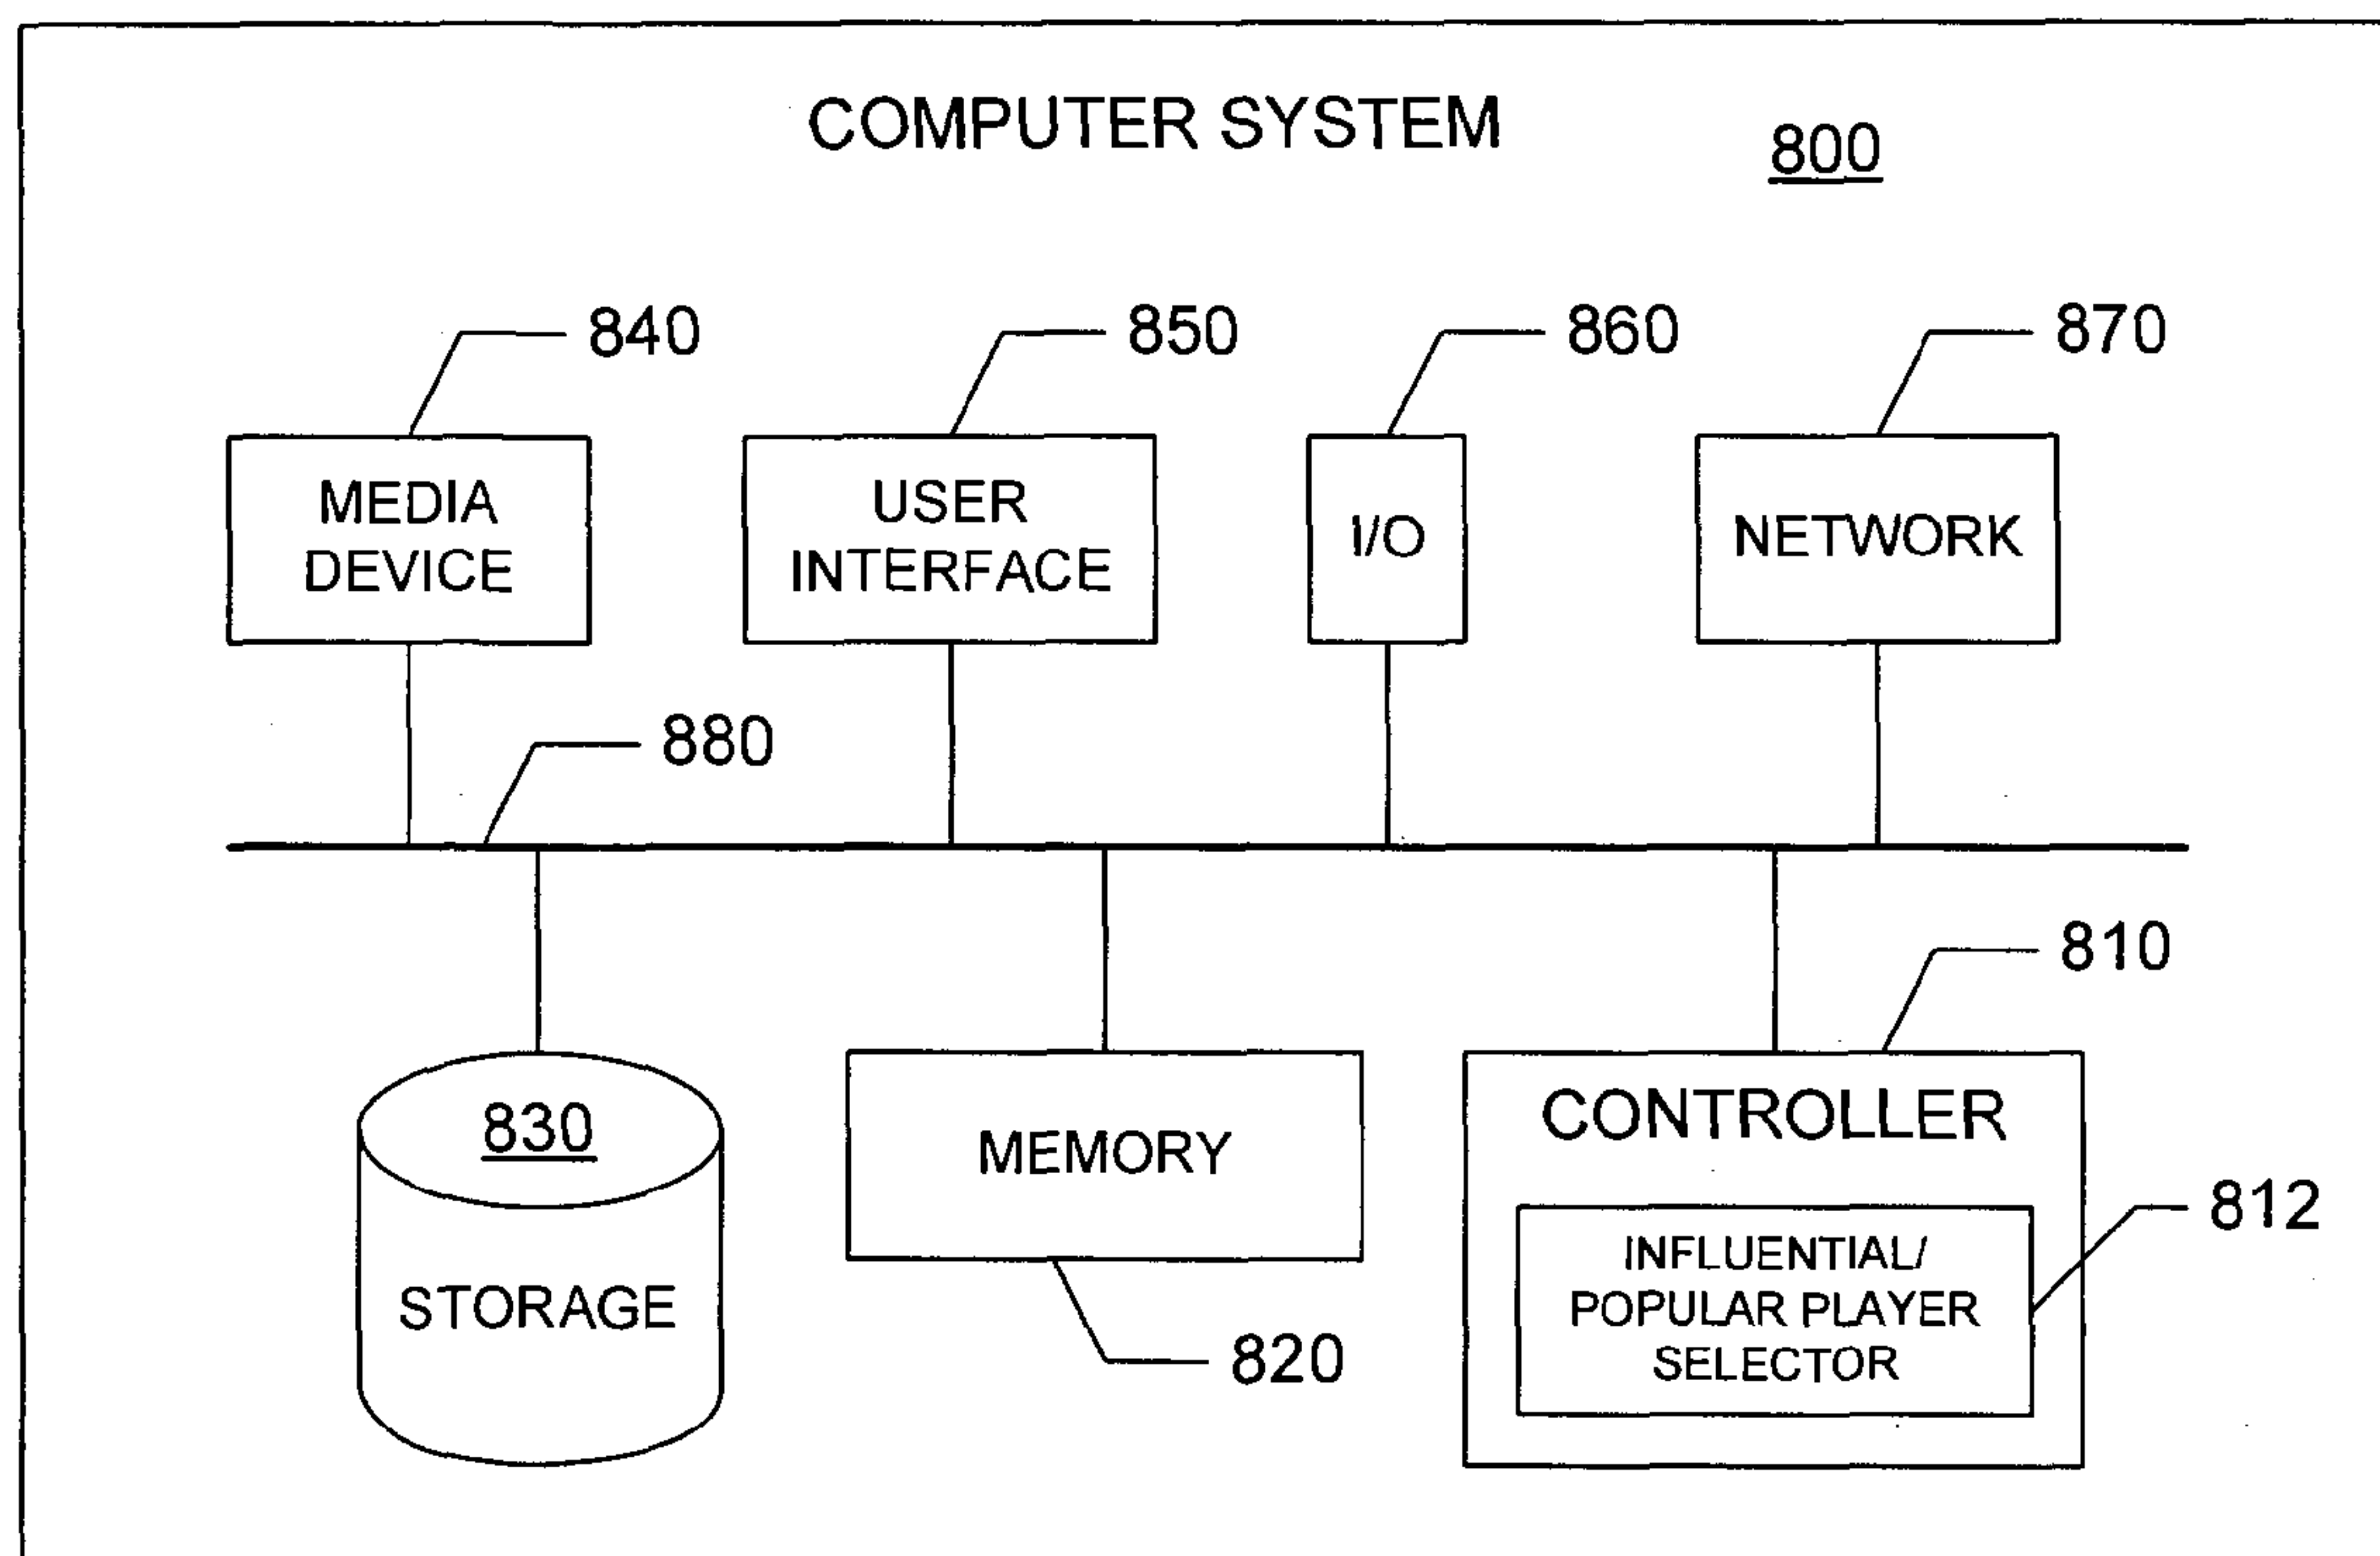 COMPUTER SYSTEM
800
840
850
860
870
MEDIA
DEVICE
USER
INTERFACE
I/O
NETWORK
880
810
830
STORAGE
MEMORY
820
CONTROLLER
812
INFLUENTIAL/
POPULAR PLAYER
SELECTOR